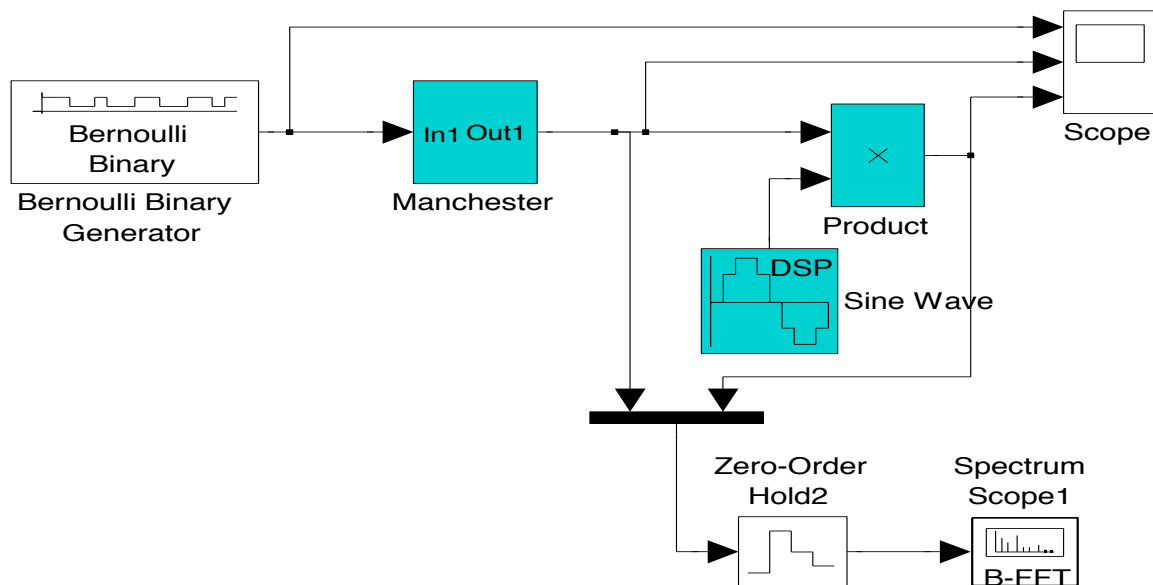 Bernoulli
Binary
Bernoulli Binary
Generator
In1 Out1
Manchester
Product
Scope
DSP
Sine Wave
Zero-Order
Hold2
Spectrum
Scope1
B-FFT